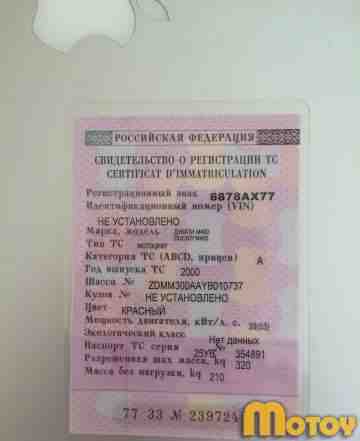 РОССИЙСКАЯ ФЕДЕРАЦИЯ
СВИДЕТЕЛЬСТВО О РЕГИСТРАЦИИ ТС
CERTIFICAT D'IMMATRICULATION
Регистрационный знак 6878АХ77
Идентификационный номер (VIN)
НЕ УСТАНОВЛЕНО
Марка, модель
Тип ТС мотоцикл
Категория ТС (ABCD, прицеп) А
Год выпуска ТС 2000
Шасси № ZDMM300AAYB010737
Кузов № НЕ УСТАНОВЛЕНО
Цвет КРАСНЫЙ
Мощность двигателя, кВт/л. с.
Экологический класс Нет данных
Паспорт ТС серия 25УВ № 354891
Разрешенная max масса, kg 320
Масса без нагрузки, kg 210
77 33 № 239724
Мотоу